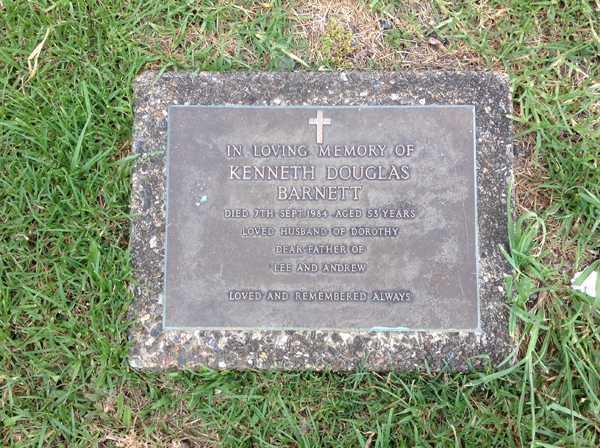 IN LOVING MEMORY OF
KENNETH DOUGLAS
BARNETT
DIED 7TH SEPT. 1984 AGED 53 YEARS
LOVED HUSBAND OF DOROTHY
DEAR FATHER OF
LEE AND ANDREW
LOVED AND REMEMBERED ALWAYS